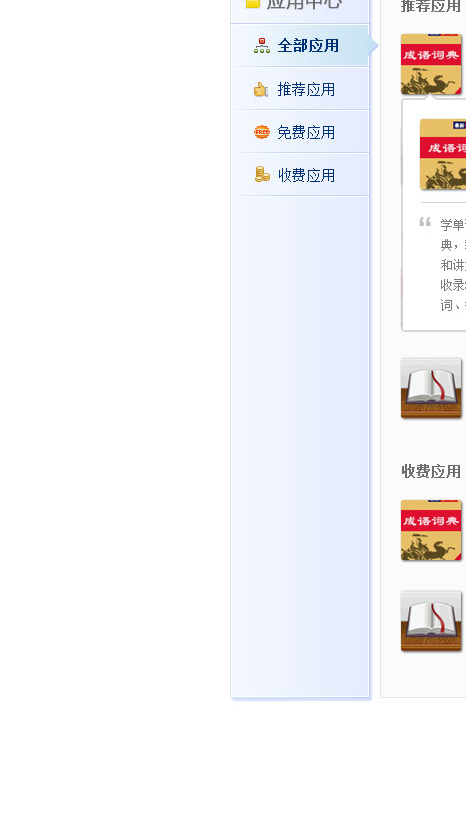 应用中心
全部应用
推荐应用
免费应用
收费应用
推荐应用
成语词典
成语词
学单
典，
和讲
收录
词、
收费应用
成语词典